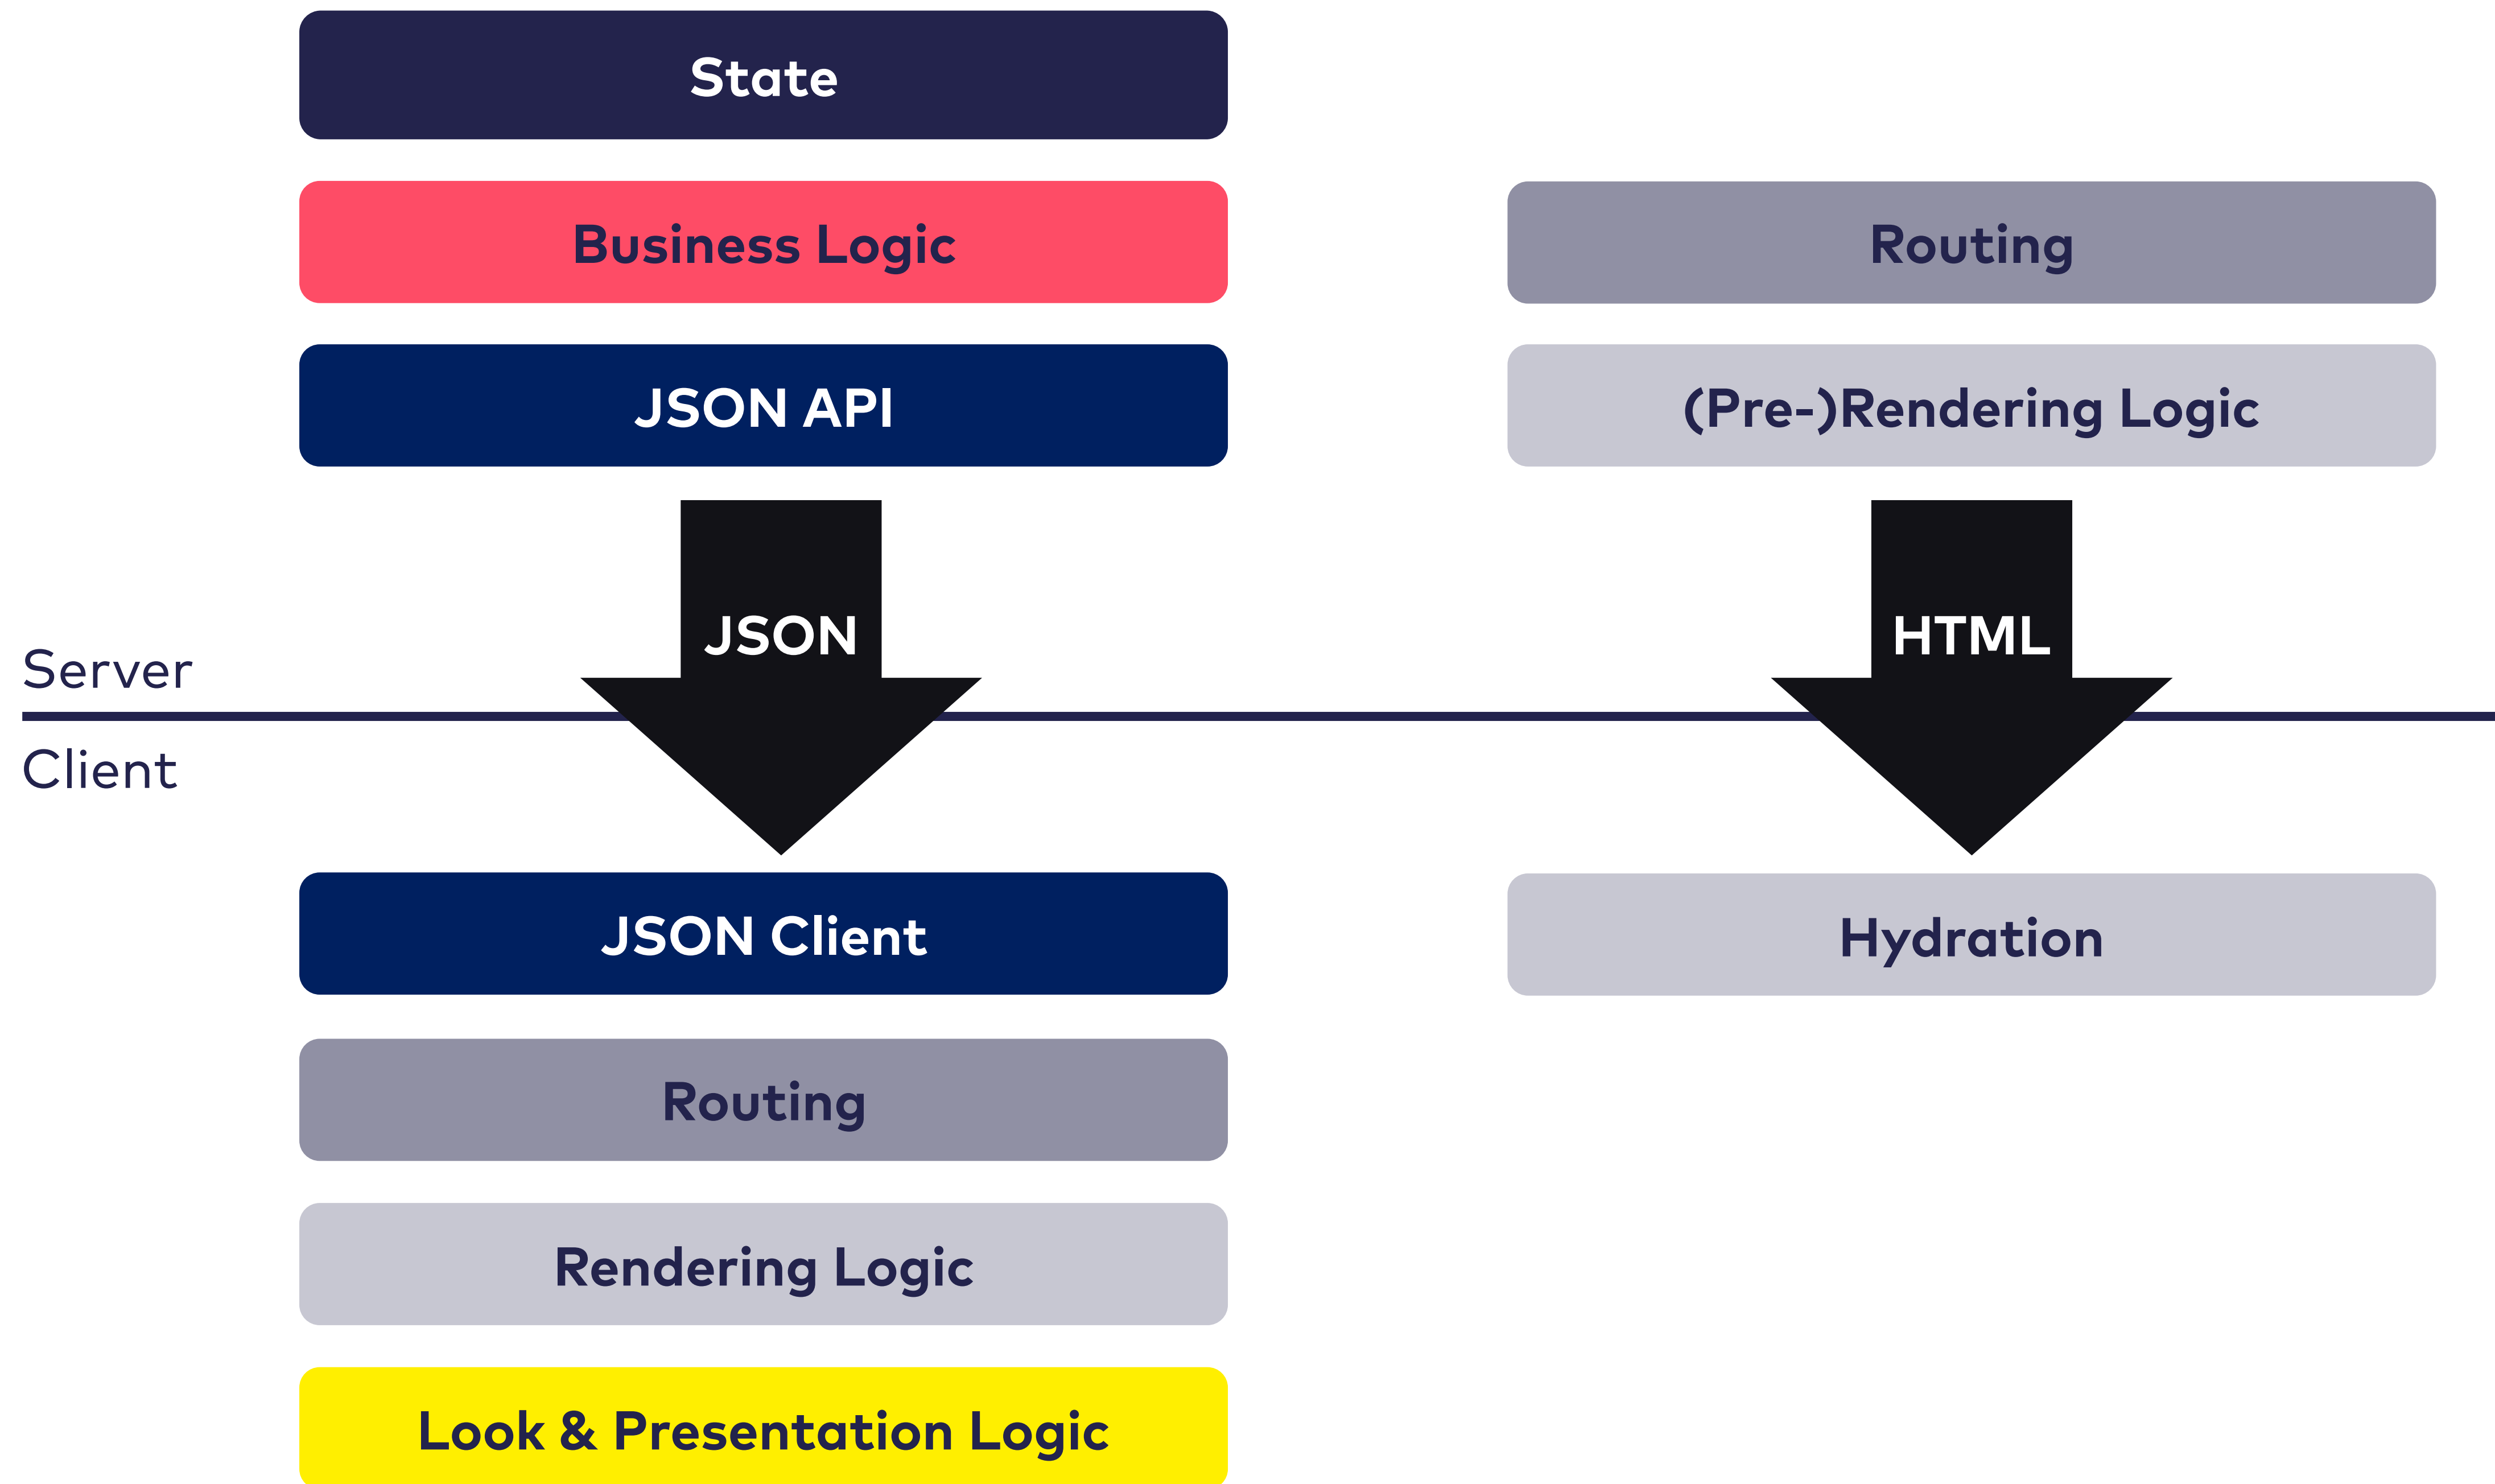 State
Business Logic
Routing
JSON API
(Pre-)Rendering Logic
JSON
HTML
Server
Client
JSON Client
Hydration
Routing
Rendering Logic
Look & Presentation Logic